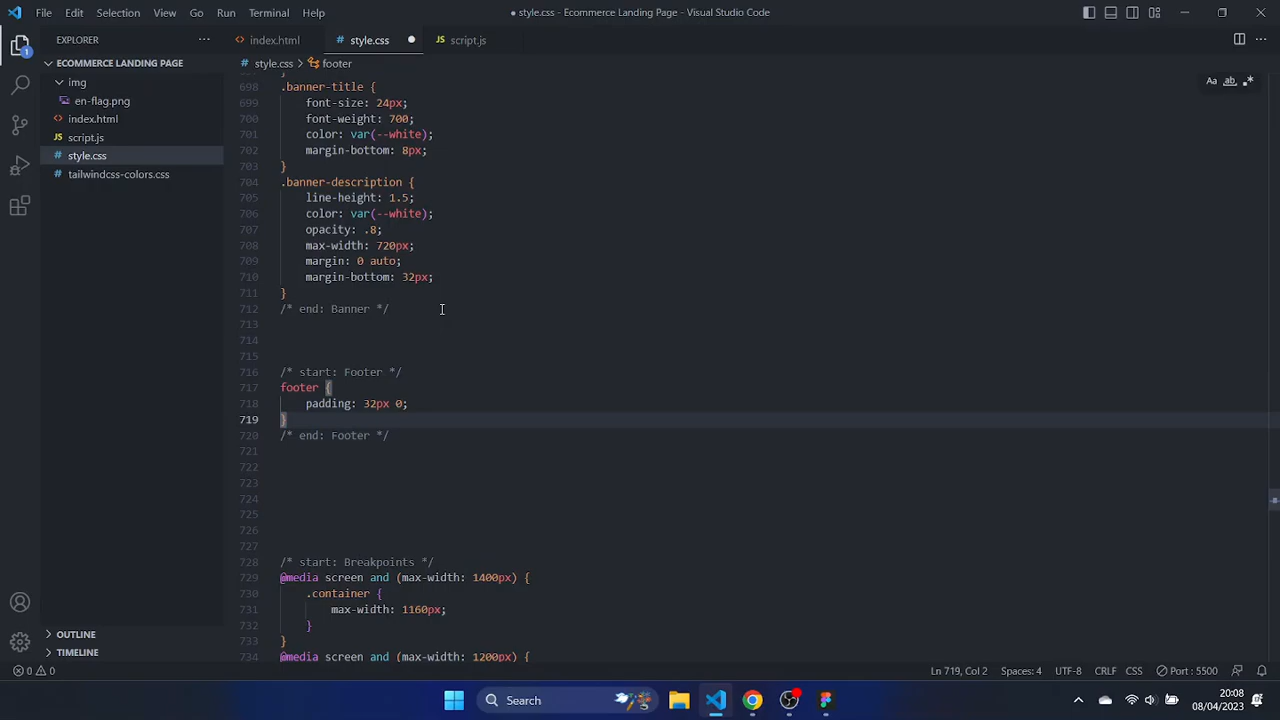 File Edit Selection View Go Run Terminal Help
● style.css - Ecommerce Landing Page - Visual Studio Code
EXPLORER
ECOMMERCE LANDING PAGE
img
en-flag.png
index.html
script.js
style.css
tailwindcss-colors.css
OUTLINE
TIMELINE
index.html style.css script.js
style.css > footer
Aa ab
698 .banner-title {
699     font-size: 24px;
700     font-weight: 700;
701     color: var(--white);
702     margin-bottom: 8px;
703 }
704 .banner-description {
705     line-height: 1.5;
706     color: var(--white);
707     opacity: .8;
708     max-width: 720px;
709     margin: 0 auto;
710     margin-bottom: 32px;
711 }
712 /* end: Banner */
713
714
715
716 /* start: Footer */
717 footer {
718     padding: 32px 0;
719 }
720 /* end: Footer */
721
722
723
724
725
726
727
728 /* start: Breakpoints */
729 @media screen and (max-width: 1400px) {
730     .container {
731         max-width: 1160px;
732     }
733 }
734 @media screen and (max-width: 1200px) {
0 0 Ln 719, Col 2 Spaces: 4 UTF-8 CRLF CSS Port : 5500
Search
20:08
08/04/2023